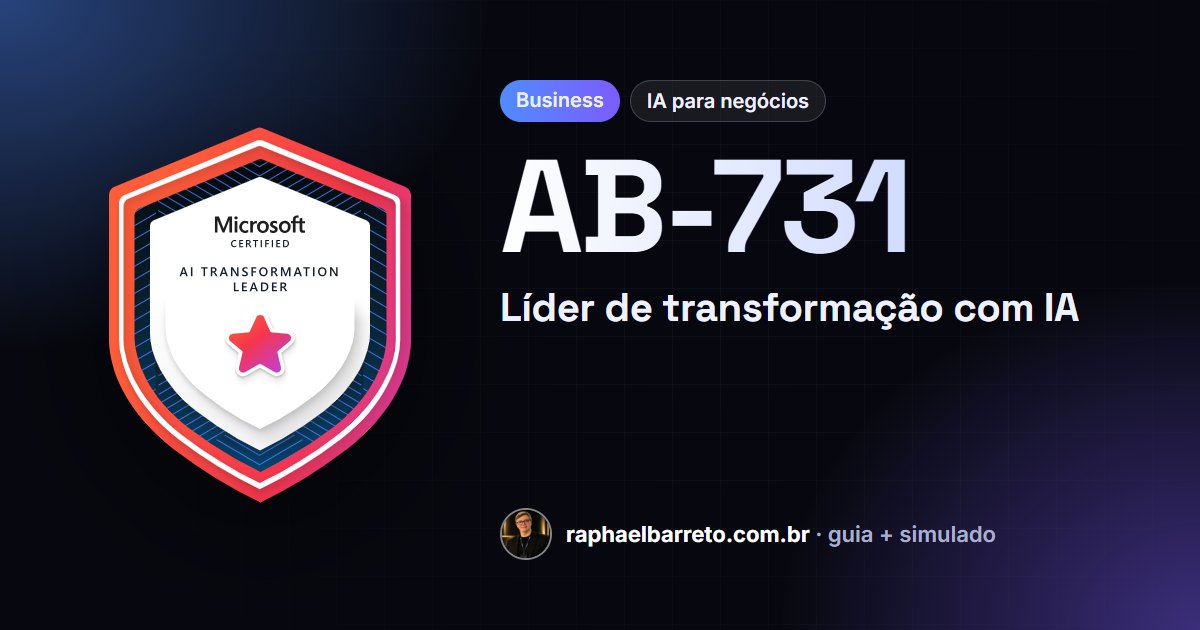 Microsoft
CERTIFIED
AI TRANSFORMATION
LEADER
Business
IA para negócios
AB-731
Líder de transformação com IA
raphaelbarreto.com.br · guia + simulado